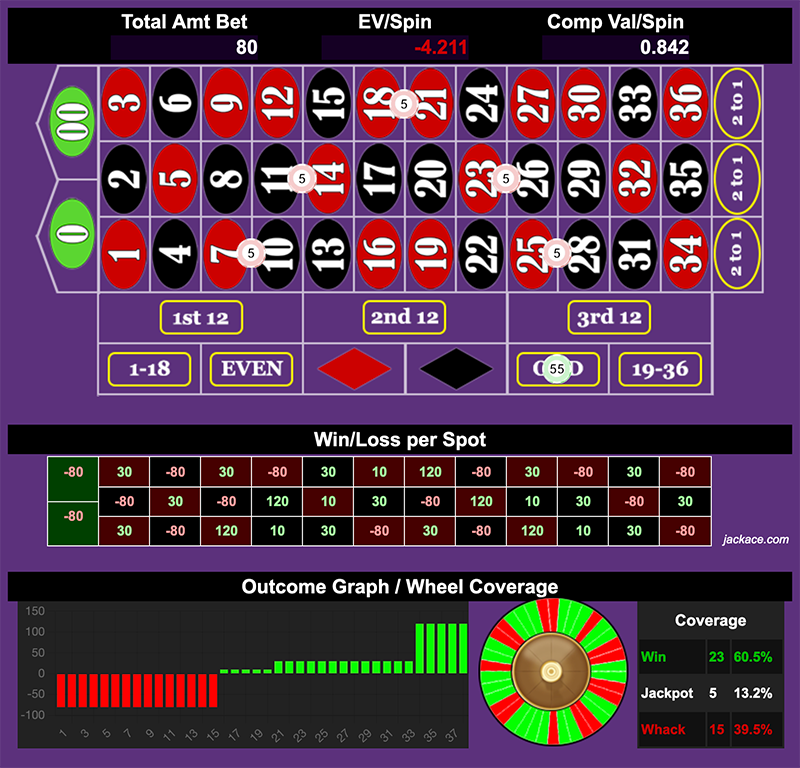 Total Amt Bet EV/Spin Comp Val/Spin
80 -4.211 0.842
00 3 6 9 12 15 18 5 21 24 27 30 33 36 2 to 1
2 5 8 11 5 14 17 20 23 5 26 29 32 35 2 to 1
0 1 4 7 5 10 13 16 19 22 25 5 28 31 34 2 to 1
1st 12 2nd 12 3rd 12
1-18 EVEN 55 19-36
Win/Loss per Spot
-80 30 -80 30 -80 30 10 120 -80 30 -80 30 -80
-80 30 -80 120 10 30 -80 120 10 30 -80 30
-80 30 -80 120 10 30 -80 30 -80 120 10 30 -80
jackace.com
Outcome Graph / Wheel Coverage
150
100
50
0
-50
-100
1 3 5 7 9 11 13 15 17 19 21 23 25 27 29 31 33 35 37
Coverage
Win 23 60.5%
Jackpot 5 13.2%
Whack 15 39.5%